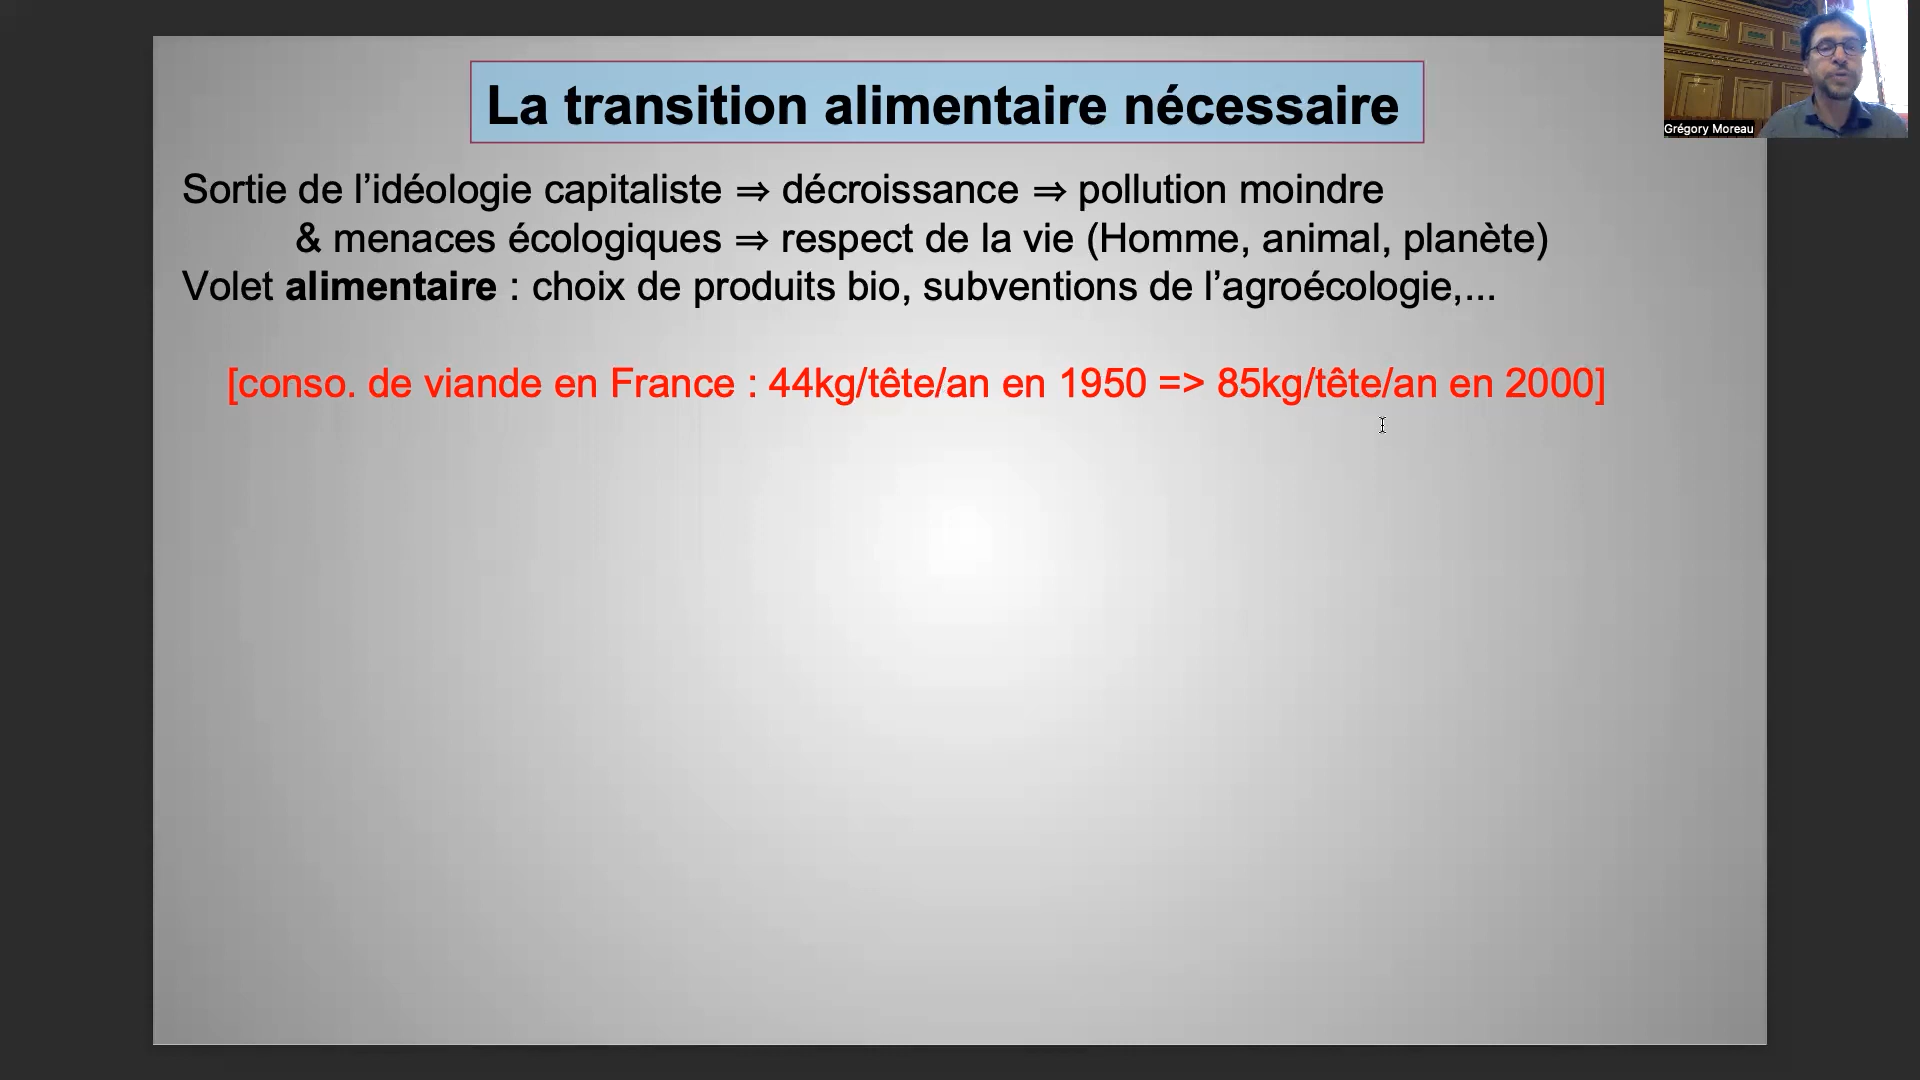 La transition alimentaire nécessaire
Grégory Moreau
Sortie de l’idéologie capitaliste ⇒ décroissance ⇒ pollution moindre
& menaces écologiques ⇒ respect de la vie (Homme, animal, planète)
Volet alimentaire : choix de produits bio, subventions de l’agroécologie,...
[conso. de viande en France : 44kg/tête/an en 1950 => 85kg/tête/an en 2000]